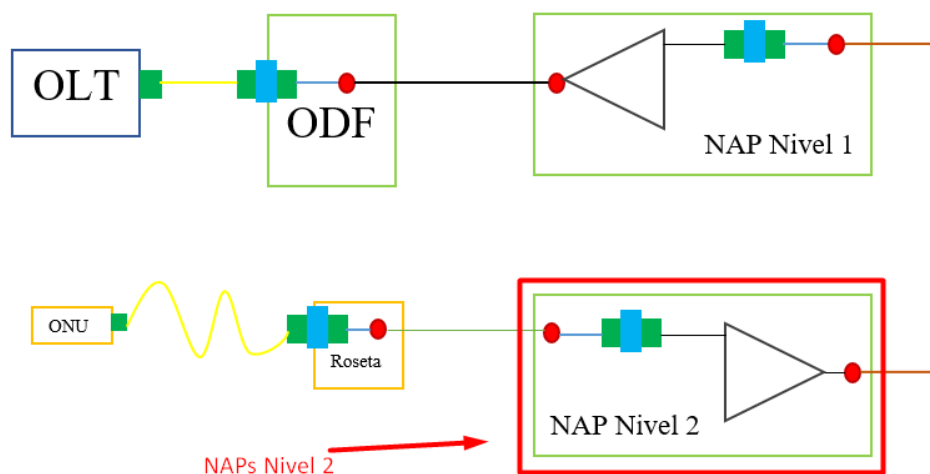 OLT
ODF
NAP Nivel 1
ONU
Roseta
NAP Nivel 2
NAPs Nivel 2